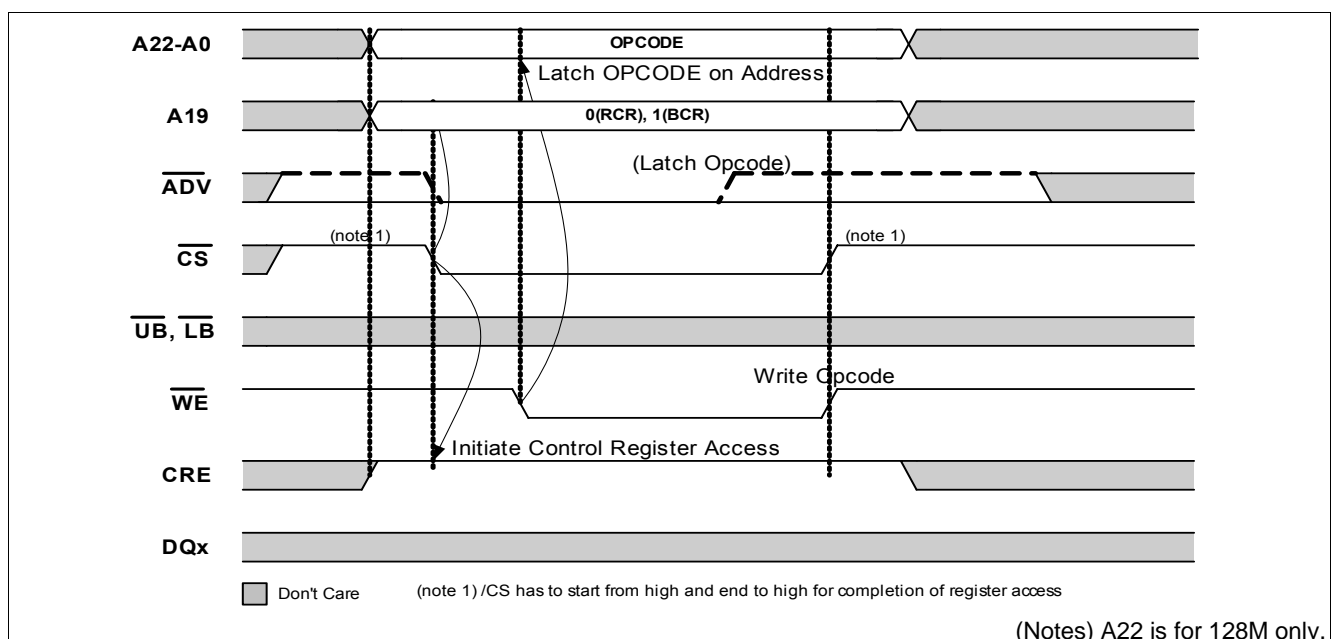 A22-A0
OPCODE
Latch OPCODE on Address
A19
0(RCR), 1(BCR)
(Latch Opcode)
ADV
(note 1)
(note 1)
CS
UB, LB
Write Opcode
WE
Initiate Control Register Access
CRE
DQx
Don't Care
(note 1) /CS has to start from high and end to high for completion of register access
(Notes) A22 is for 128M only.